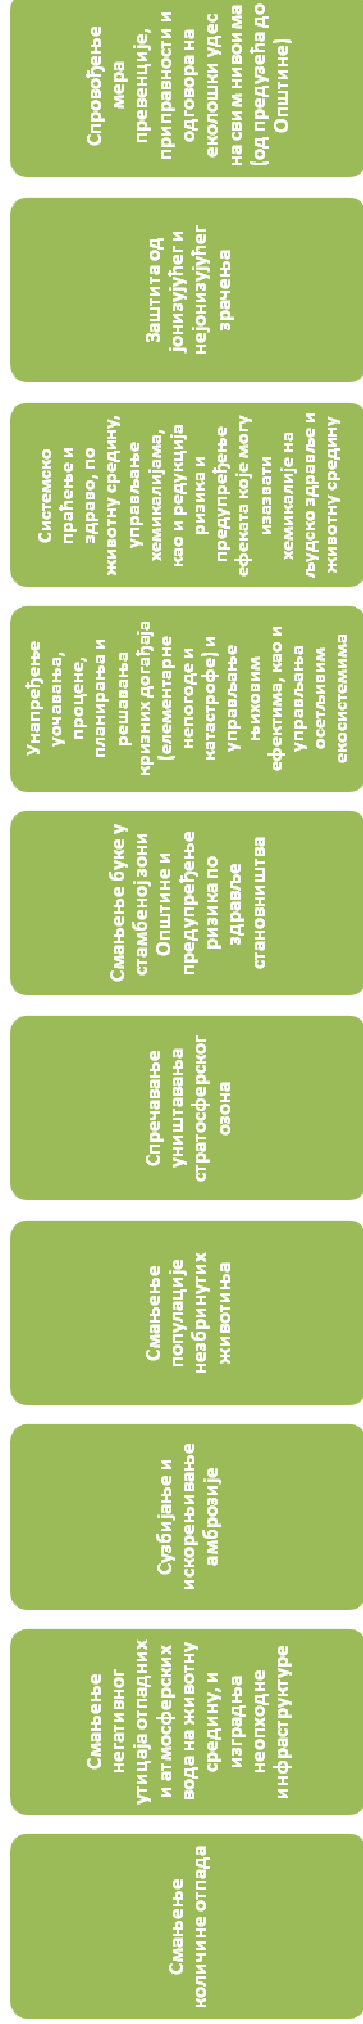 Смањење
количине отпада
Смањење
негативног
утицаја отпадних
и атмосферских
вода на животну
средину, и
изградња
неопходне
инфраструктуре
Сузбијање и
искорењивање
амброзије
Смањење
популације
незбринутих
животиња
Спречавање
уништавања
стратосферског
озона
Смањење буке у
стамбеној зони
Општине и
предупређење
ризика по
здравље
становништва
Унапређење
уочавања,
процене,
планирања и
решавања
кризних догађаја
(елементарне
непогоде и
катастрофе) и
управљање
њиховим
ефектима, као и
управљања
осетљивим
екосистемима
Системско
праћење и
здраво, по
животну средину,
управљање
хемикалијама,
као и редукција
ризика и
предупређење
ефеката које могу
изазвати
хемикалије на
људско здравље и
животну средину
Заштита од
јонизујућег и
нејонизујућег
зрачења
Спровођење
мера
превенције,
приправности и
одговора на
еколошки удес
на свим нивоима
(од предузећа до
Општине)